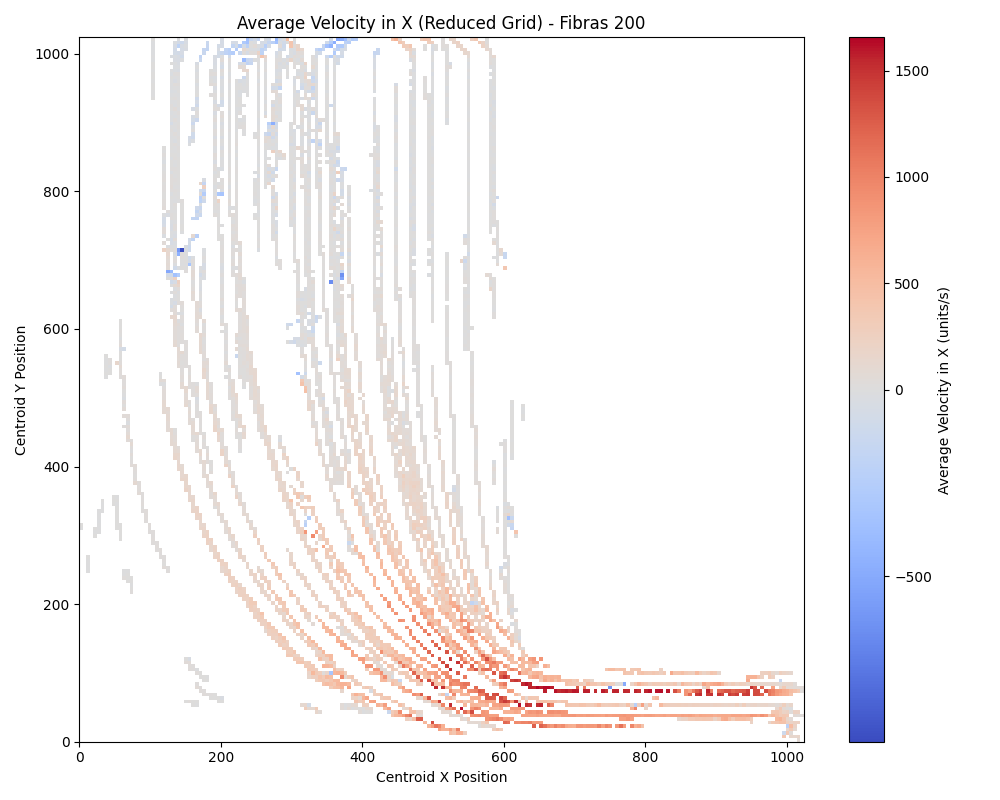 Average Velocity in X (Reduced Grid) - Fibras 200
Centroid Y Position
1000
800
600
400
200
0
0 200 400 600 800 1000
Centroid X Position
1500
1000
500
0
−500
Average Velocity in X (units/s)